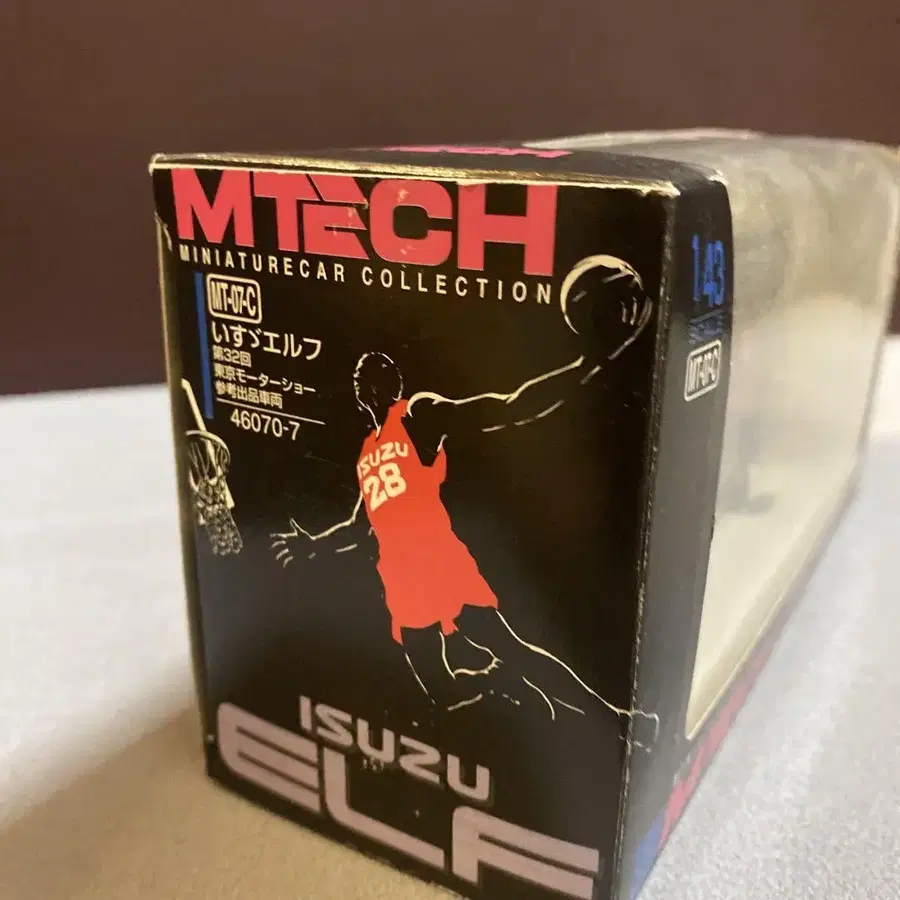 MTECH
MINIATURECAR COLLECTION
MT-07-C
いすゞエルフ
第32回
東京モーターショー
参考出品車両
46070-7
ISUZU
28
ISUZU
ELF
1/43
MT-07-C